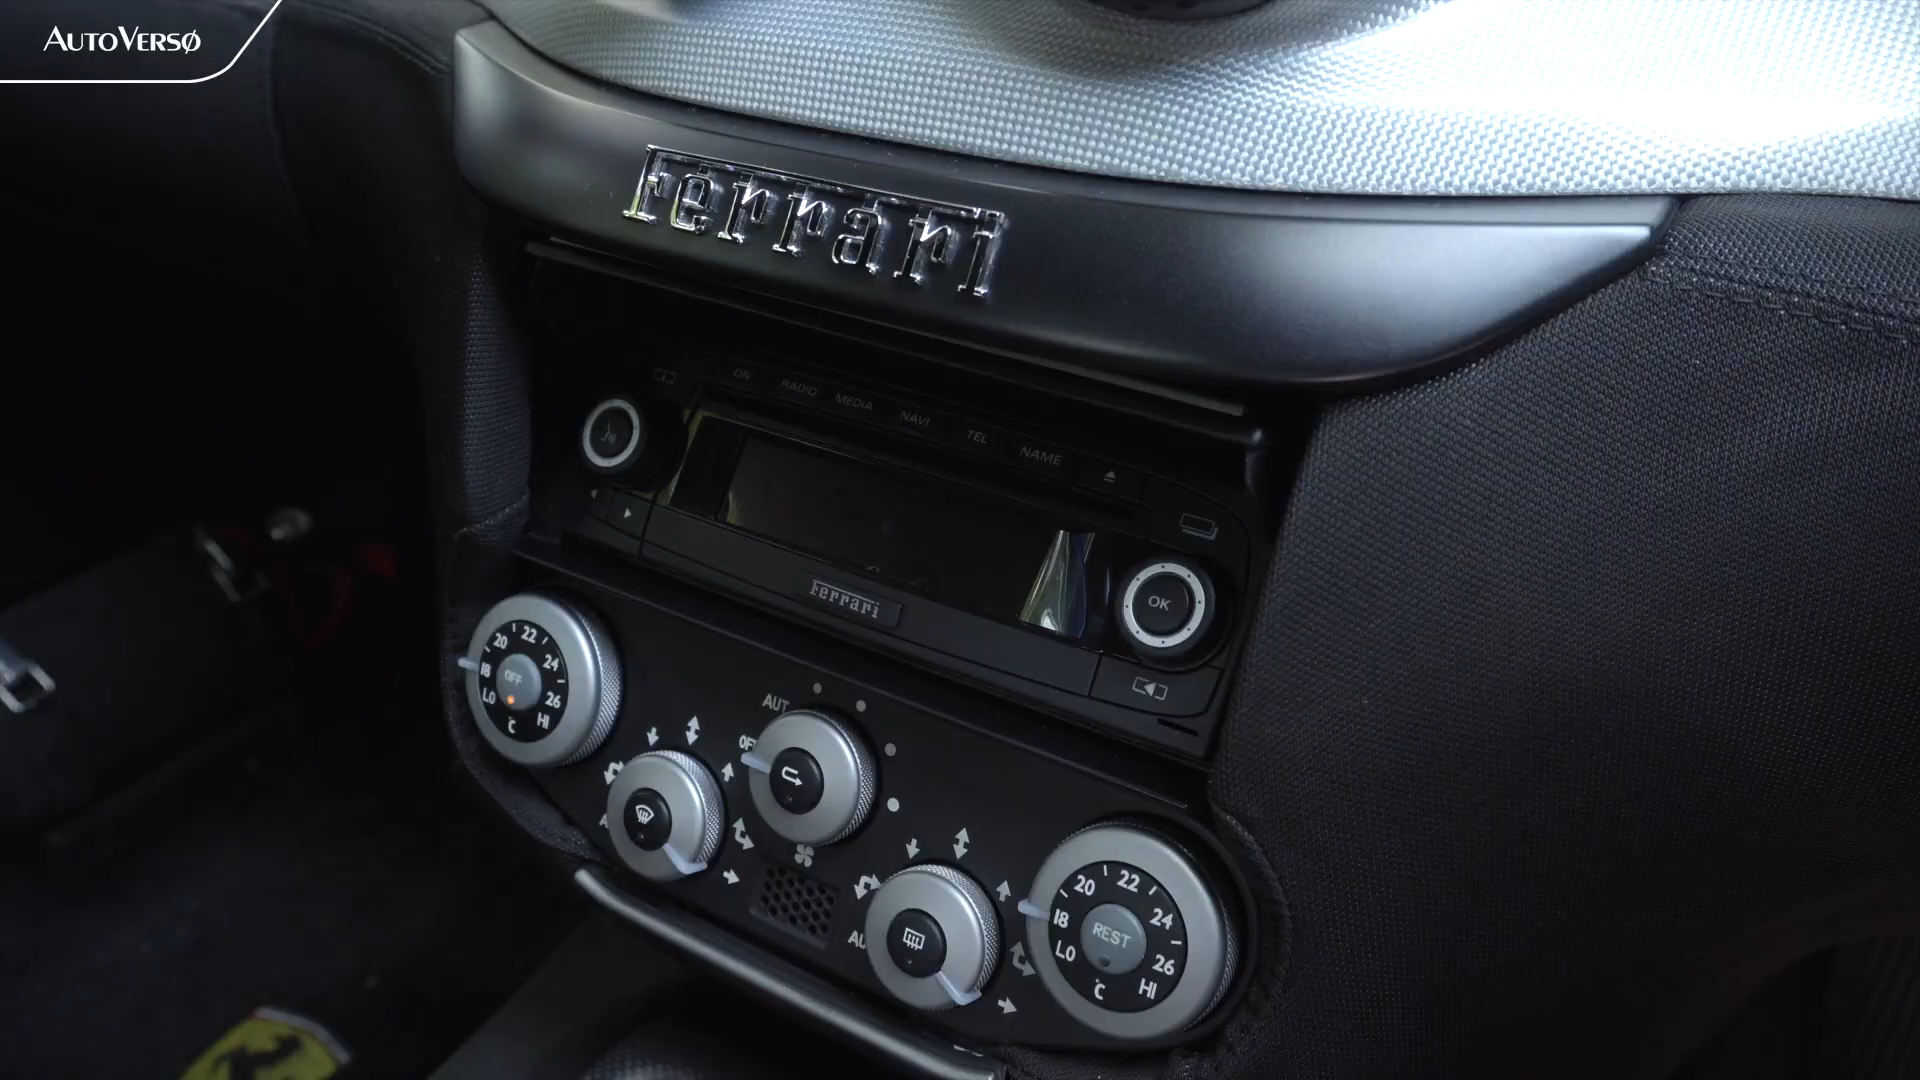 AUTOVERSØ
Ferrari
ON RADIO MEDIA NAVI TEL NAME
OK
Ferrari
LO 18 20 22 24 26 HI
OFF
°C
AUT
LO 18 20 22 24 26 HI
REST
°C